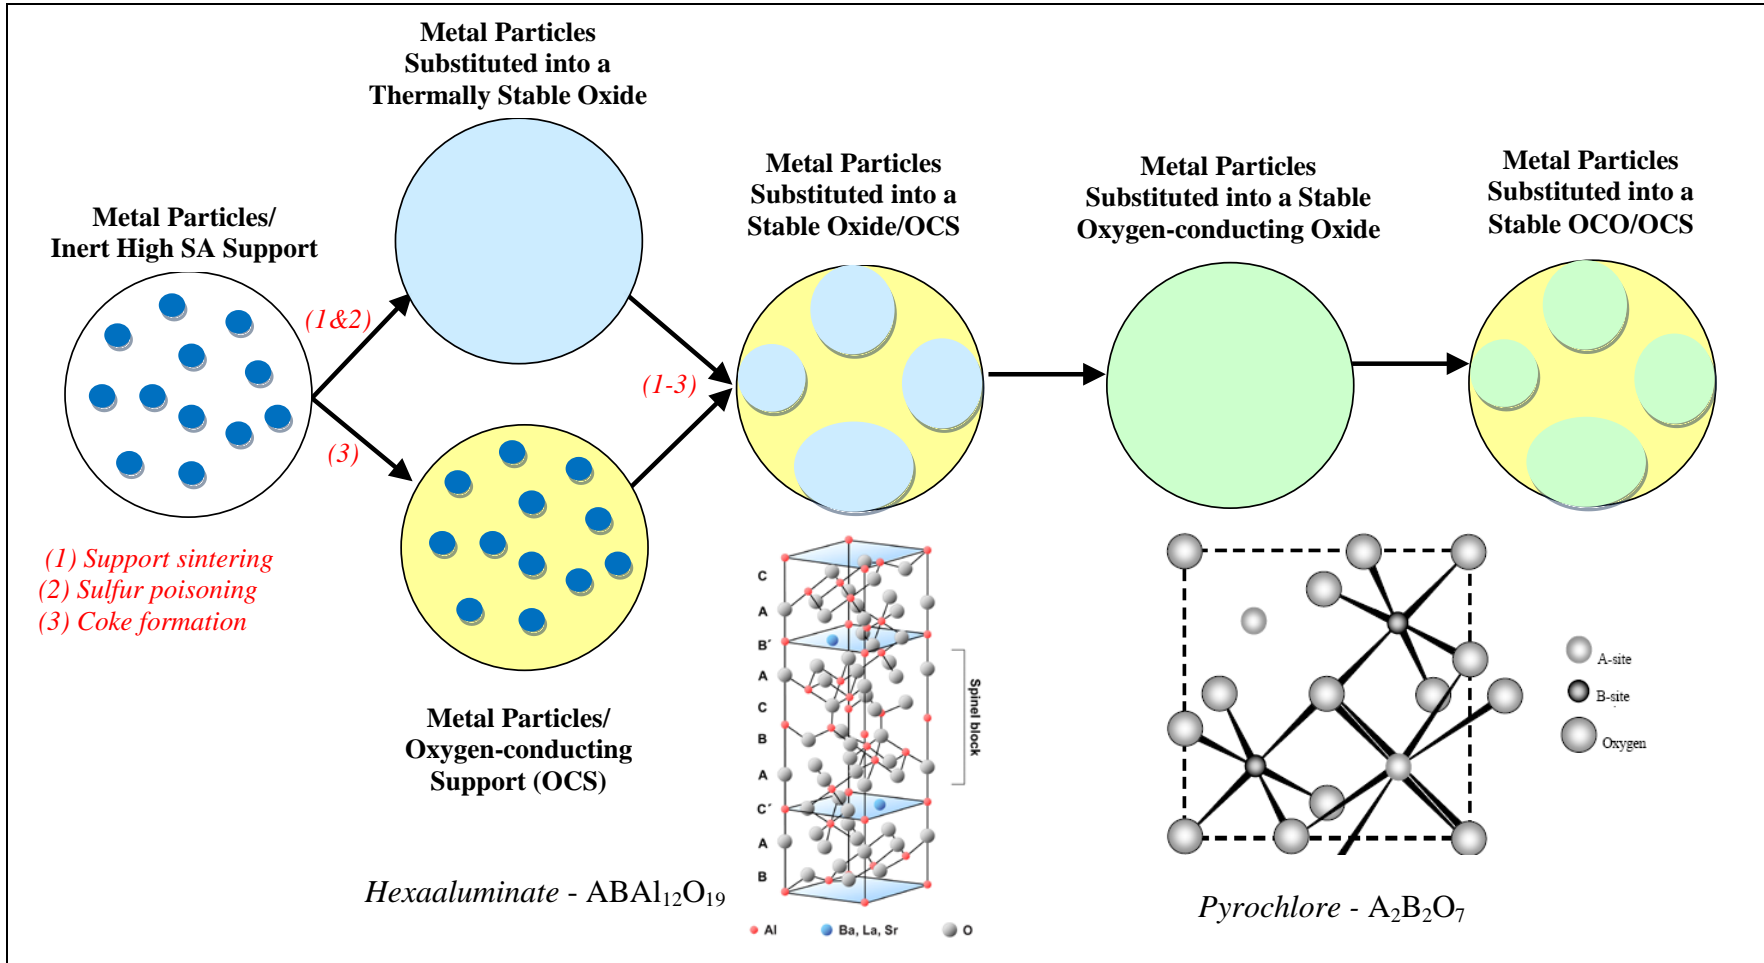 Metal Particles
Substituted into a
Thermally Stable Oxide
Metal Particles/
Inert High SA Support
(1&2)
(3)
(1) Support sintering
(2) Sulfur poisoning
(3) Coke formation
Metal Particles/
Oxygen-conducting
Support (OCS)
(1-3)
Metal Particles
Substituted into a
Stable Oxide/OCS
Metal Particles
Substituted into a Stable
Oxygen-conducting Oxide
Metal Particles
Substituted into a
Stable OCO/OCS
C
A
B´
A
C
B
A
C´
A
B
Spinel block
Al
Ba, La, Sr
O
Hexaaluminate - ABAl₁₂O₁₉
A-site
B-site
Oxygen
Pyrochlore - A₂B₂O₇